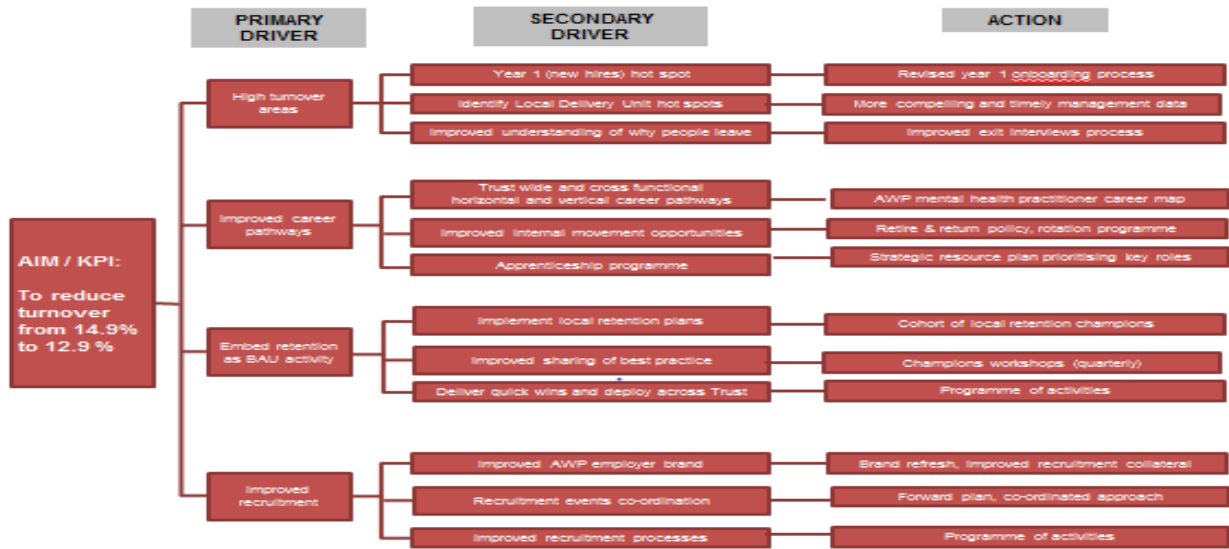 PRIMARY
DRIVER
SECONDARY
DRIVER
ACTION
AIM / KPI:
To reduce
turnover
from 14.9%
to 12.9 %
High turnover
areas
Year 1 (new hires) hot spot
Revised year 1 onboarding process
Identify Local Delivery Unit hot spots
More compelling and timely management data
Improved understanding of why people leave
Improved exit interviews process
Improved career
pathways
Trust wide and cross functional
horizontal and vertical career pathways
AWP mental health practitioner career map
Improved internal movement opportunities
Retire & return policy, rotation programme
Apprenticeship programme
Strategic resource plan prioritising key roles
Embed retention
as BAU activity
Implement local retention plans
Cohort of local retention champions
Improved sharing of best practice
Champions workshops (quarterly)
Deliver quick wins and deploy across Trust
Programme of activities
Improved
recruitment
Improved AWP employer brand
Brand refresh, improved recruitment collateral
Recruitment events co-ordination
Forward plan, co-ordinated approach
Improved recruitment processes
Programme of activities